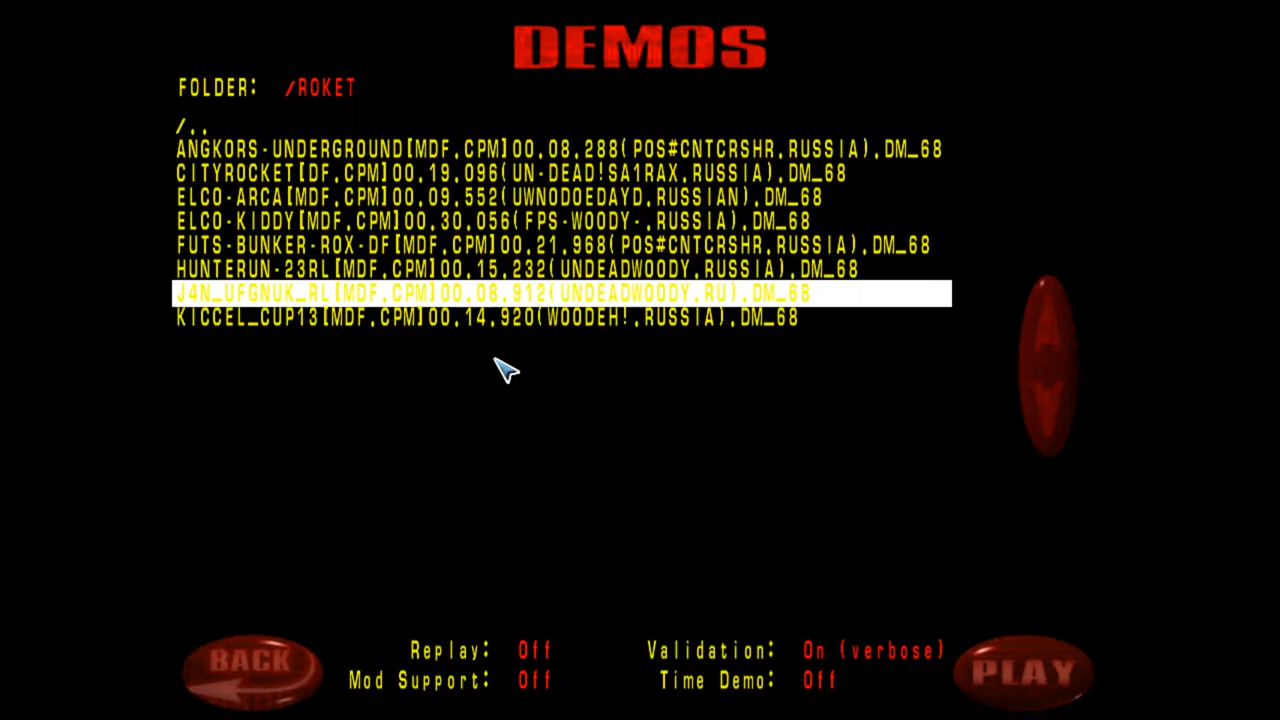 DEMOS
FOLDER: /ROKET
/..
ANGKORS-UNDERGROUND[MDF.CPM]00.08.288(POS#CNTCRSHR.RUSSIA).DM_68
CITYROCKET[DF.CPM]00.19.096(UN-DEAD!SA1RAX.RUSSIA).DM_68
ELCO-ARCA[MDF.CPM]00.09.552(UWNODOEDAYD.RUSSIAN).DM_68
ELCO-KIDDY[MDF.CPM]00.30.056(FPS-WOODY-.RUSSIA).DM_68
FUTS-BUNKER-ROX-DF[MDF.CPM]00.21.968(POS#CNTCRSHR.RUSSIA).DM_68
HUNTERUN-23RL[MDF.CPM]00.15.232(UNDEADWOODY.RUSSIA).DM_68
J4N_UFGNUK_RL[MDF.CPM]00.08.912(UNDEADWOODY.RU).DM_68
KICCEL_CUP13[MDF.CPM]00.14.920(WOODEH!.RUSSIA).DM_68
Replay: Off Validation: On (verbose)
Mod Support: Off Time Demo: Off
BACK PLAY